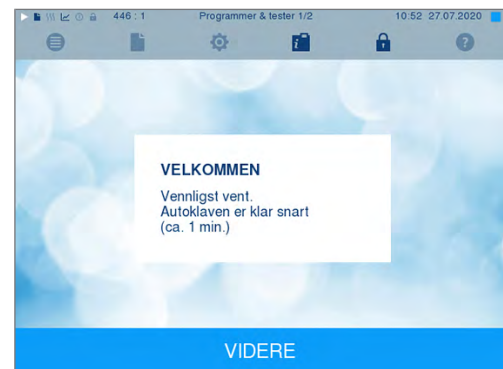 446 : 1 Programmer & tester 1/2 10:52 27.07.2020
VELKOMMEN
Vennligst vent.
Autoklaven er klar snart
(ca. 1 min.)
VIDERE